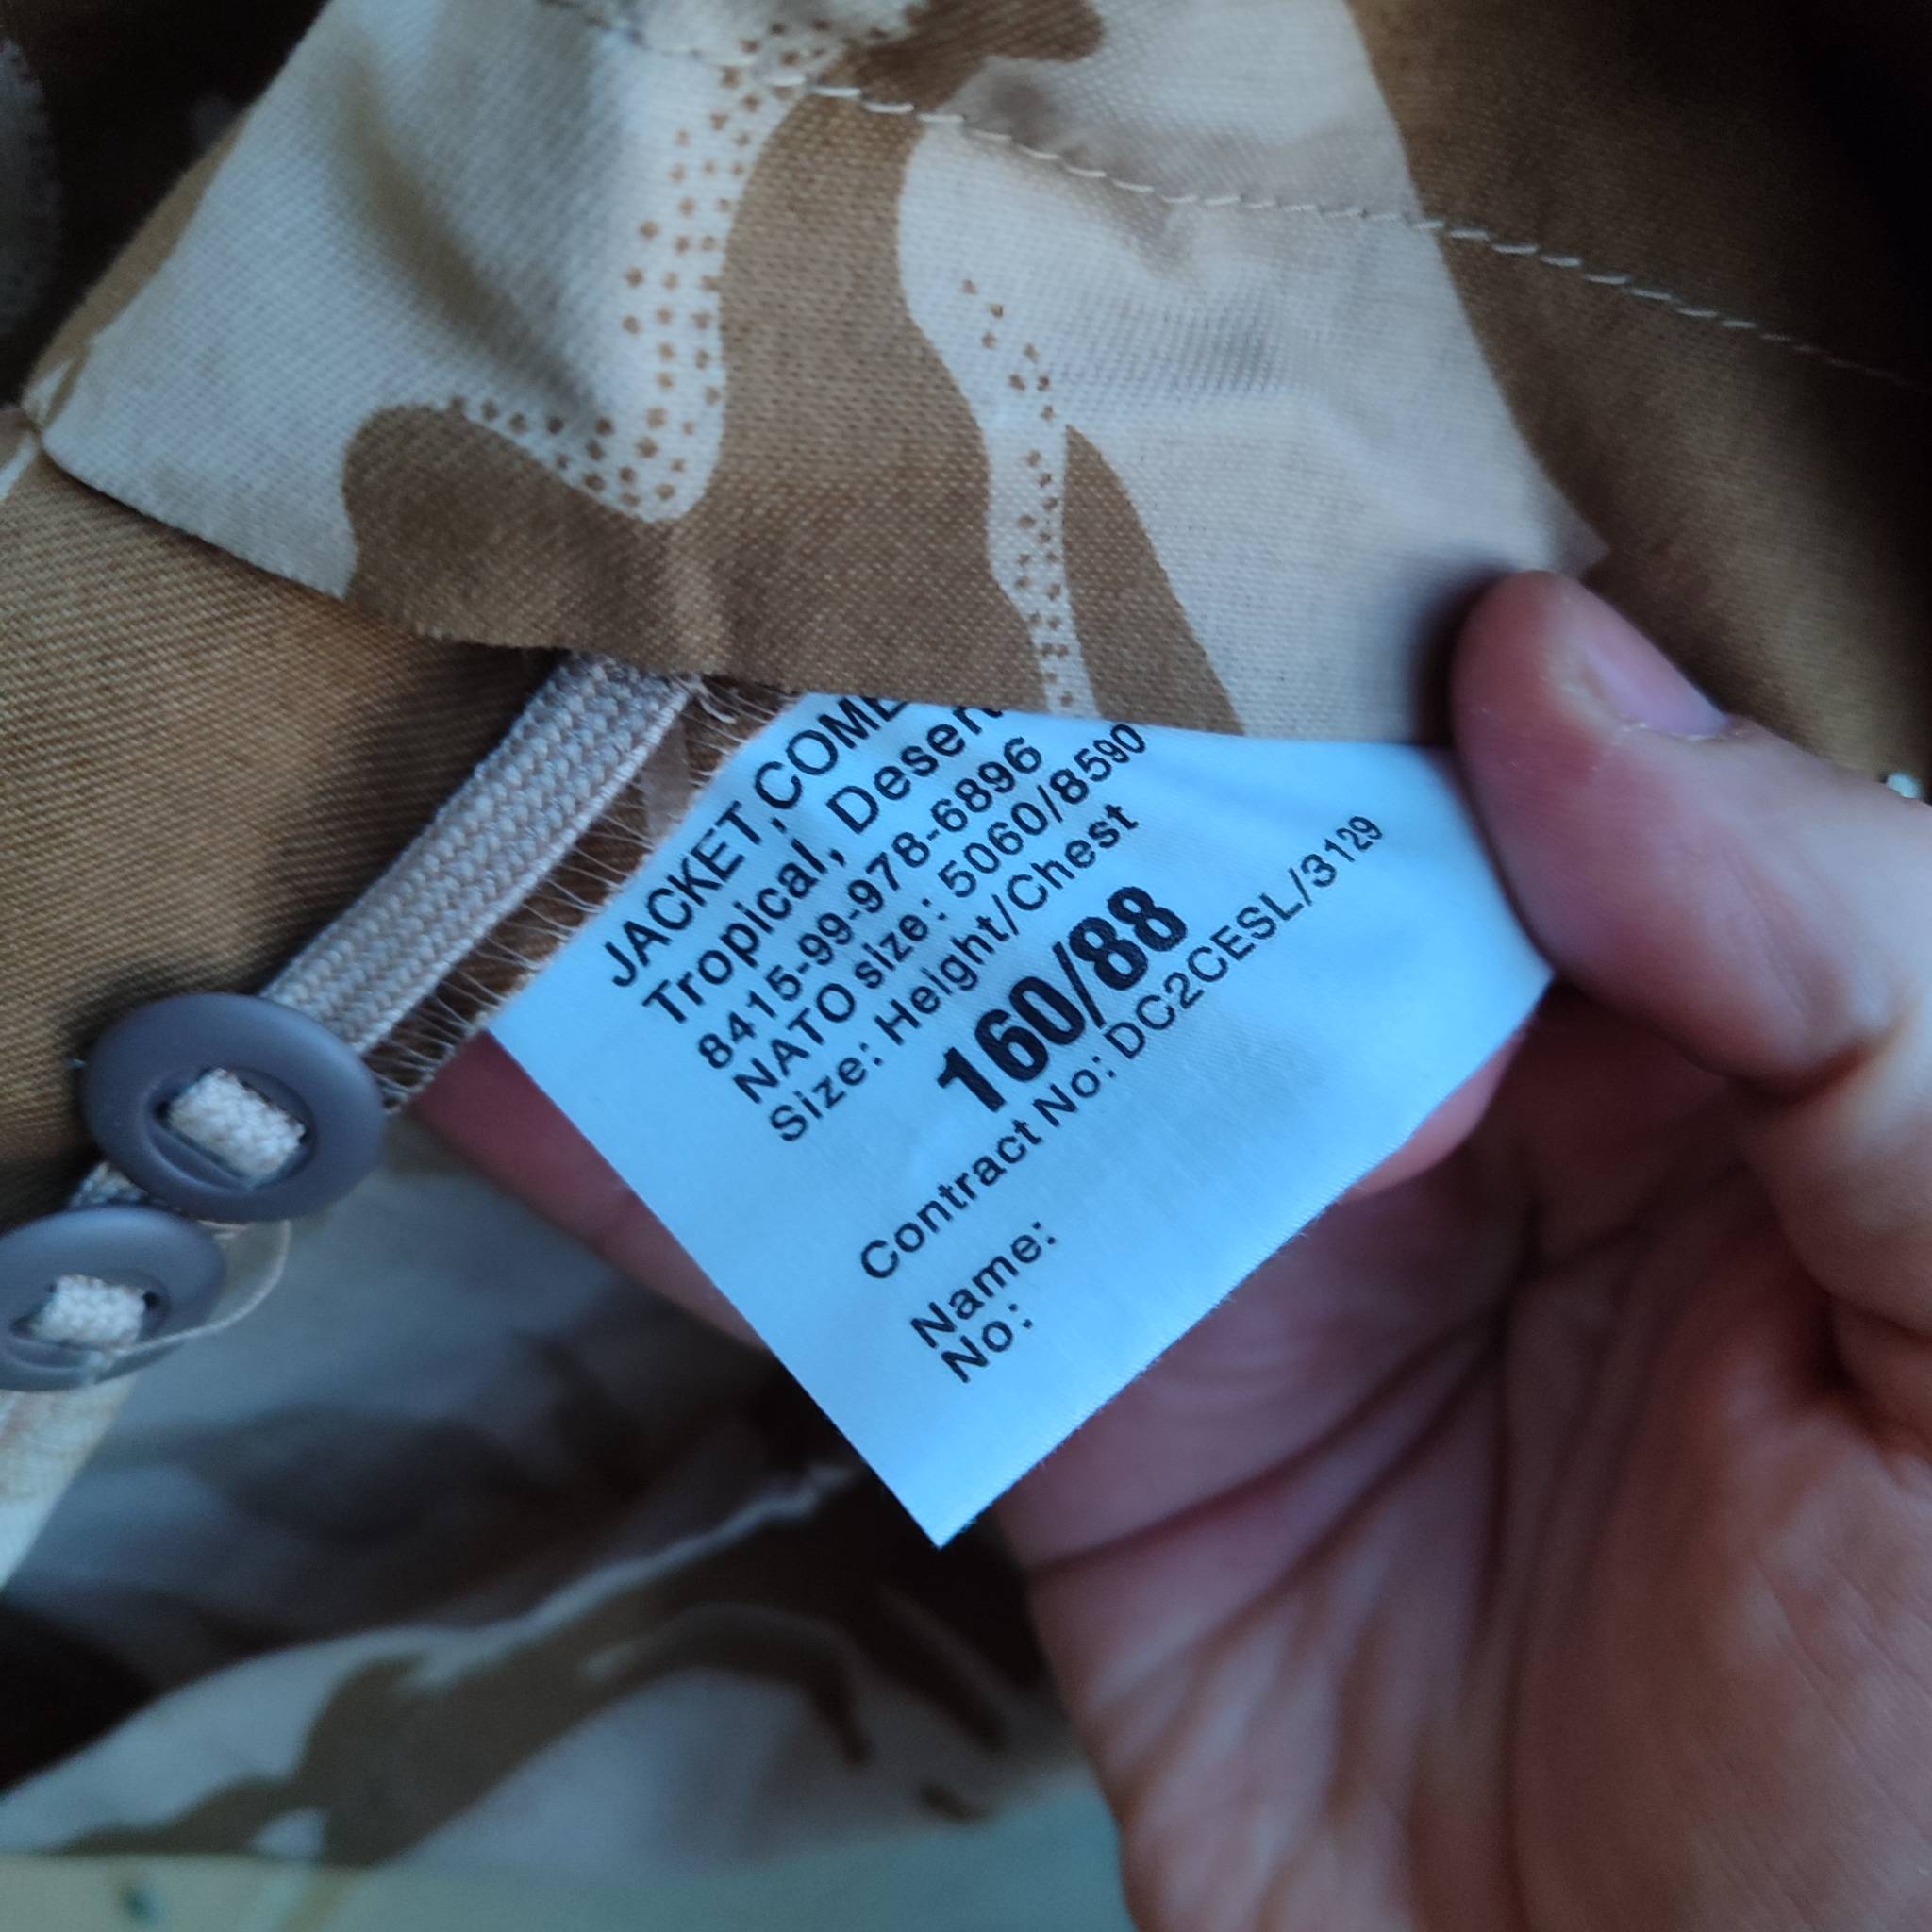 JACKET,COMB
Tropical, Desert
8415-99-978-6896
NATO size: 5060/8590
Size: Height/Chest
160/88
Contract No: DC2CESL/3129
Name:
No: